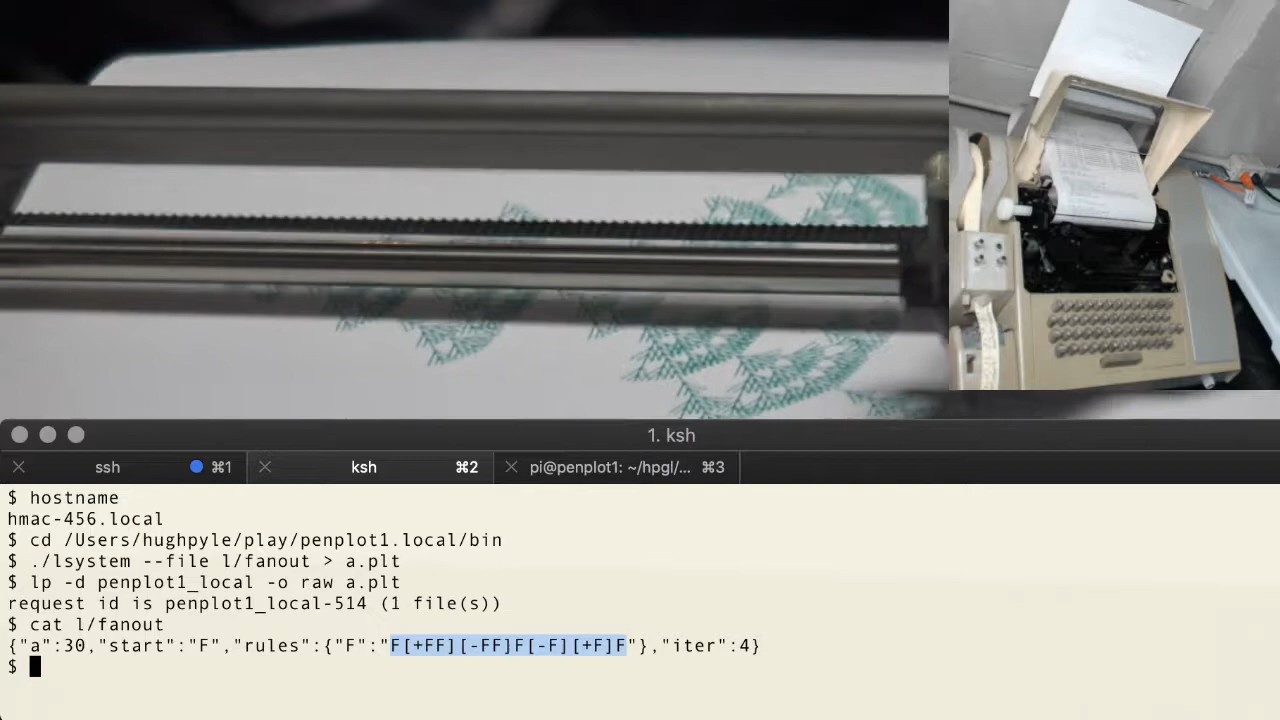 1. ksh
ssh ⌘1 ksh ⌘2 pi@penplot1: ~/hpgl/... ⌘3
$ hostname
hmac-456.local
$ cd /Users/hughpyle/play/penplot1.local/bin
$ ./lsystem --file l/fanout > a.plt
$ lp -d penplot1_local -o raw a.plt
request id is penplot1_local-514 (1 file(s))
$ cat l/fanout
{"a":30,"start":"F","rules":{"F":"F[+FF][-FF]F[-F][+F]F"},"iter":4}
$